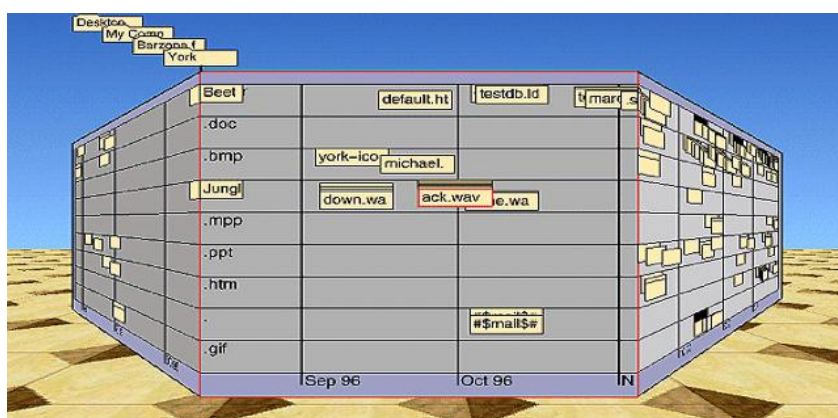 Desktop
My Comp
Barzona.f
York
Beet
default.ht
testdb.ld
marc
.s
.doc
.bmp
york-ico
michael.
Jungl
down.wa
ack.wav
e.wa
.mpp
.ppt
.htm
.
#$mail$#
.gif
Sep 96
Oct 96
N